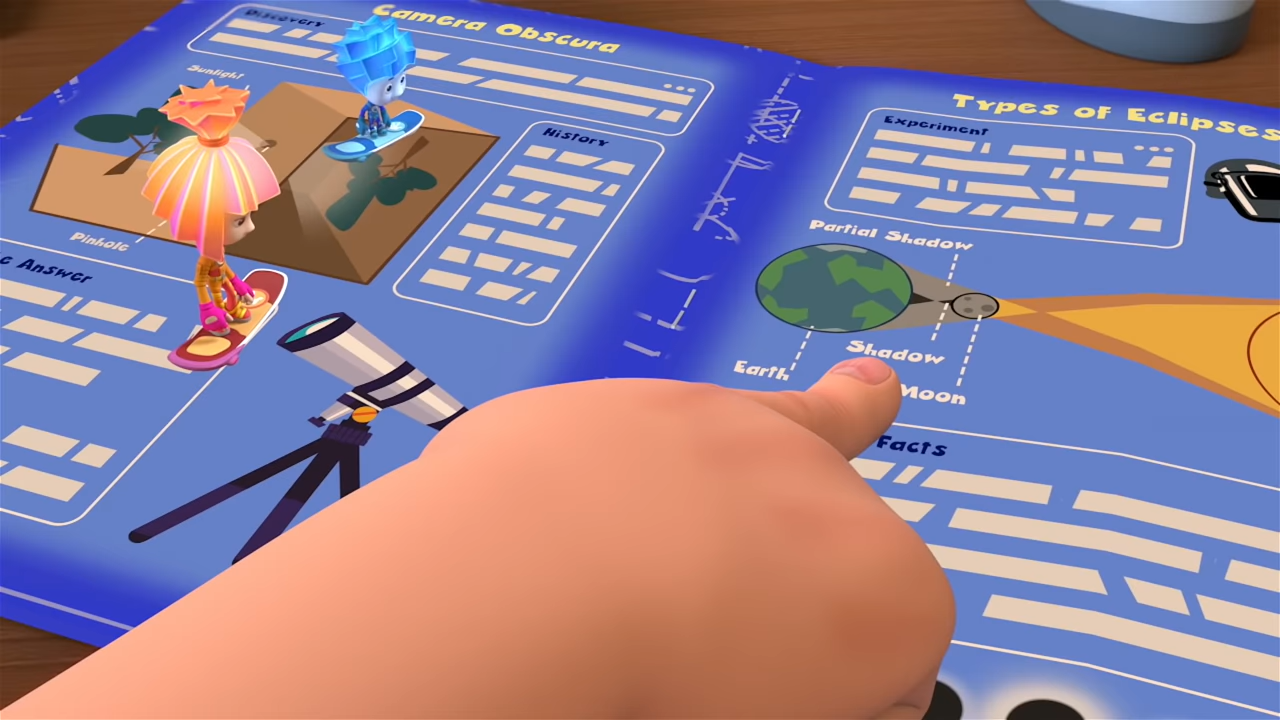 Camera Obscura
Discovery
Sunlight
History
Pinhole
Answer
Types of Eclipses
Experiment
Partial Shadow
Shadow
Earth
Moon
Facts